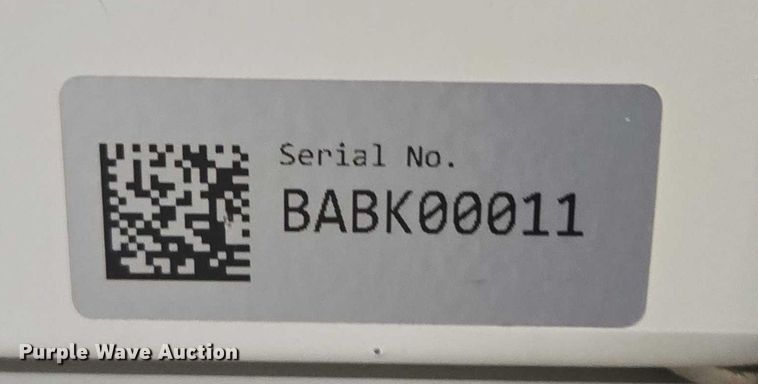 Serial No.
BABK00011
Purple Wave Auction